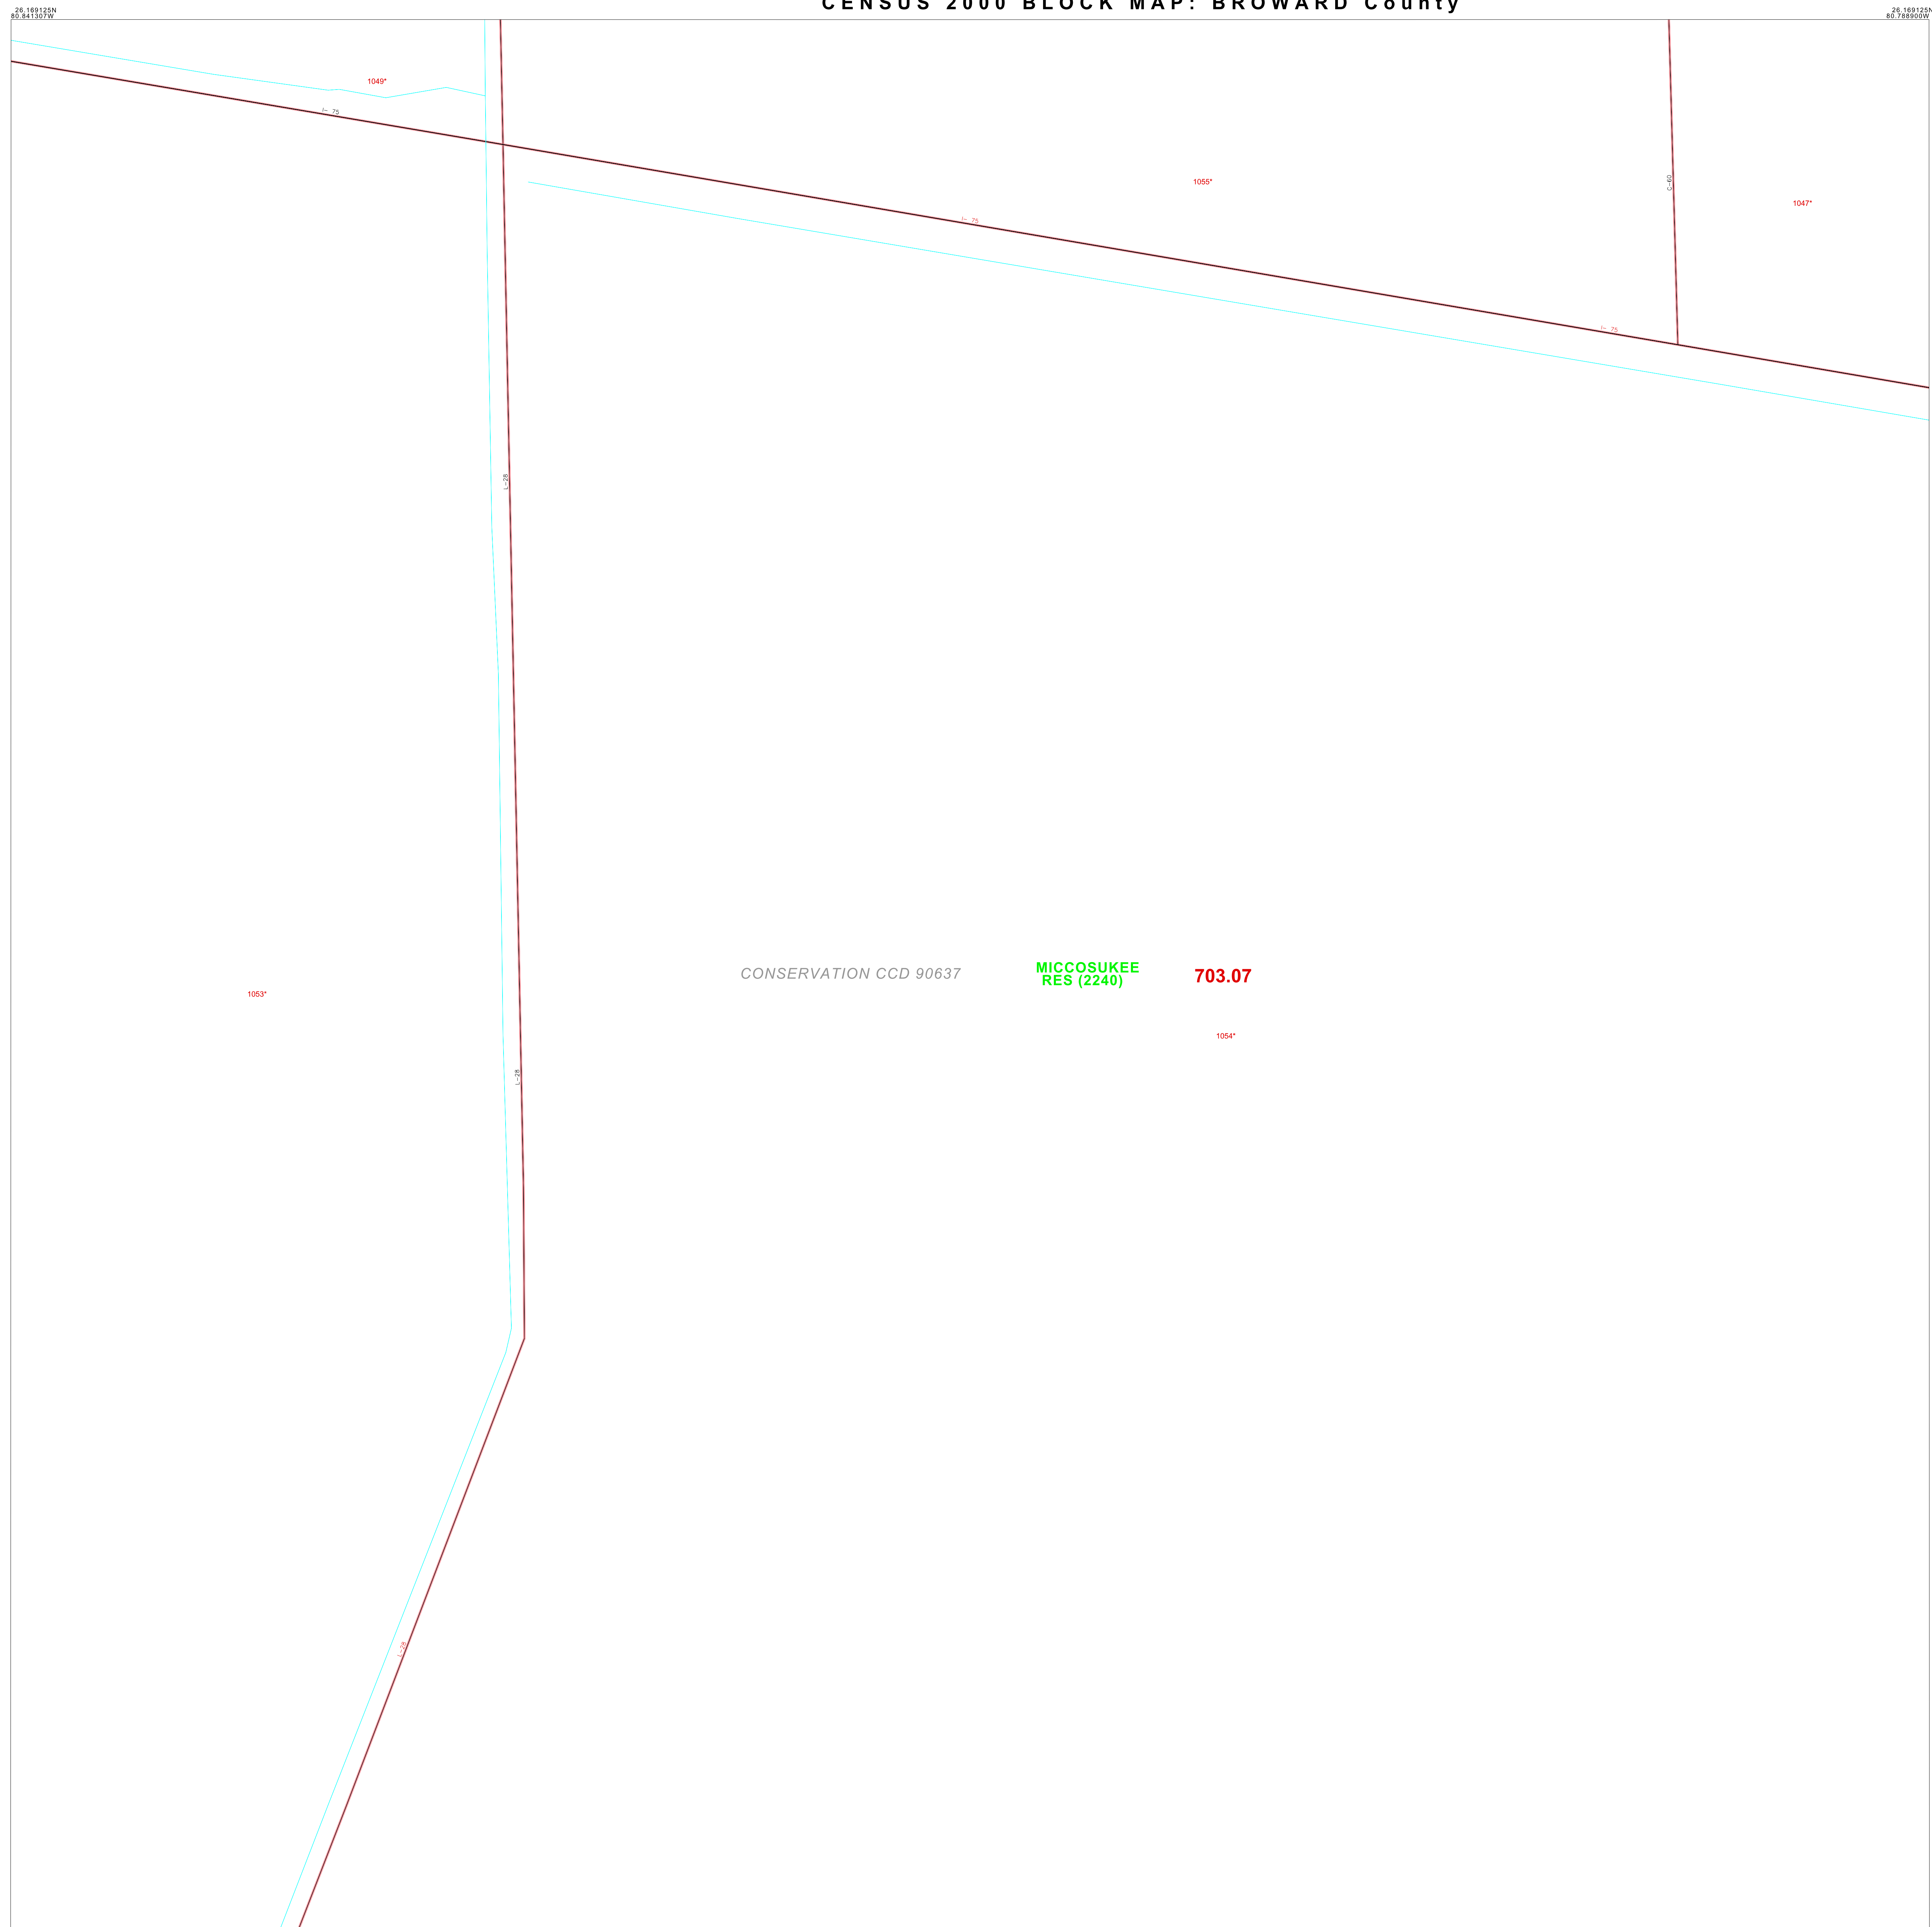 CENSUS 2000 BLOCK MAP: BROWARD County
26.169125N
80.841307W
26.169125N
80.788900W
1049*
I- 75
1055*
C-60
1047*
I- 75
I- 75
L-28
CONSERVATION CCD 90637
MICCOSUKEE
RES (2240)
703.07
1053*
1054*
L-28
L-28